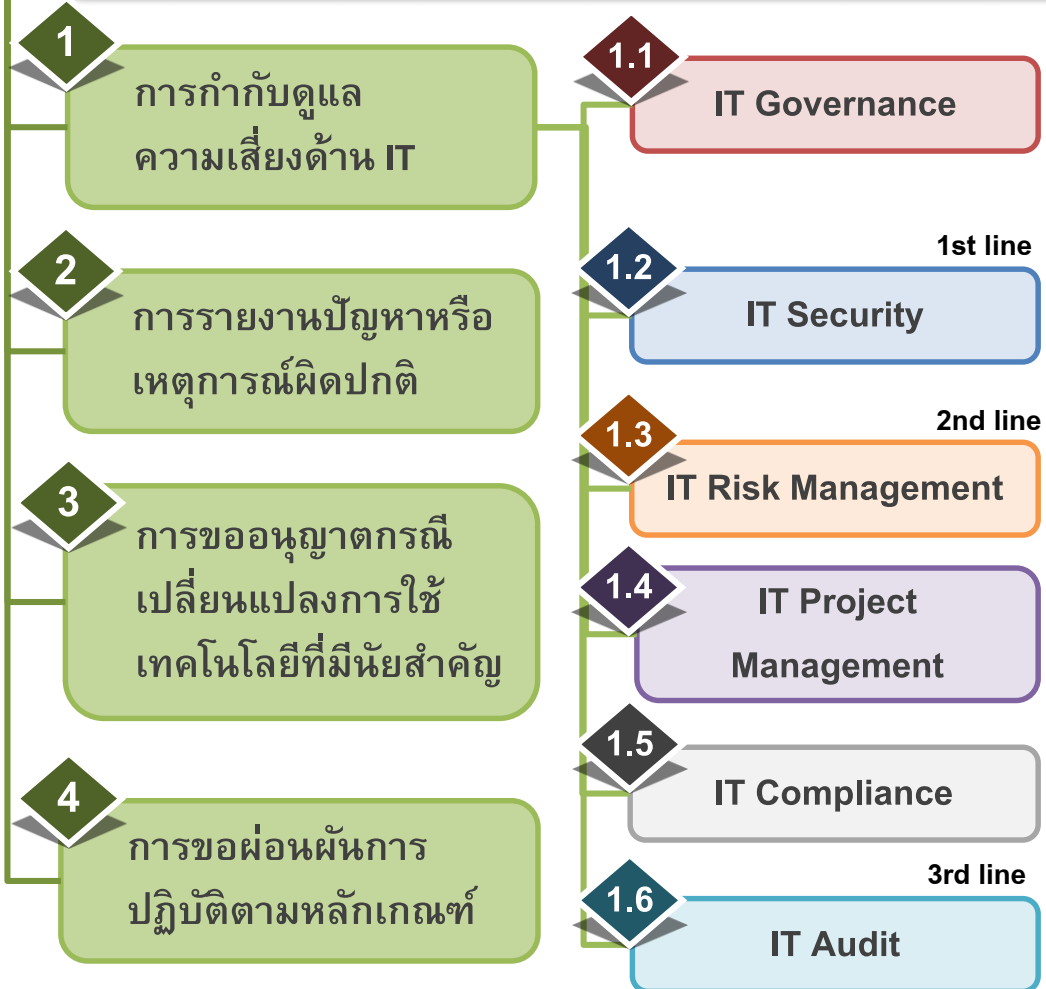 1
การกำกับดูแล
ความเสี่ยงด้าน IT
2
การรายงานปัญหาหรือ
เหตุการณ์ผิดปกติ
3
การขออนุญาตกรณี
เปลี่ยนแปลงการใช้
เทคโนโลยีที่มีนัยสำคัญ
4
การขอผ่อนผันการ
ปฏิบัติตามหลักเกณฑ์
1.1
IT Governance
1st line
1.2
IT Security
2nd line
1.3
IT Risk Management
1.4
IT Project
Management
1.5
IT Compliance
3rd line
1.6
IT Audit